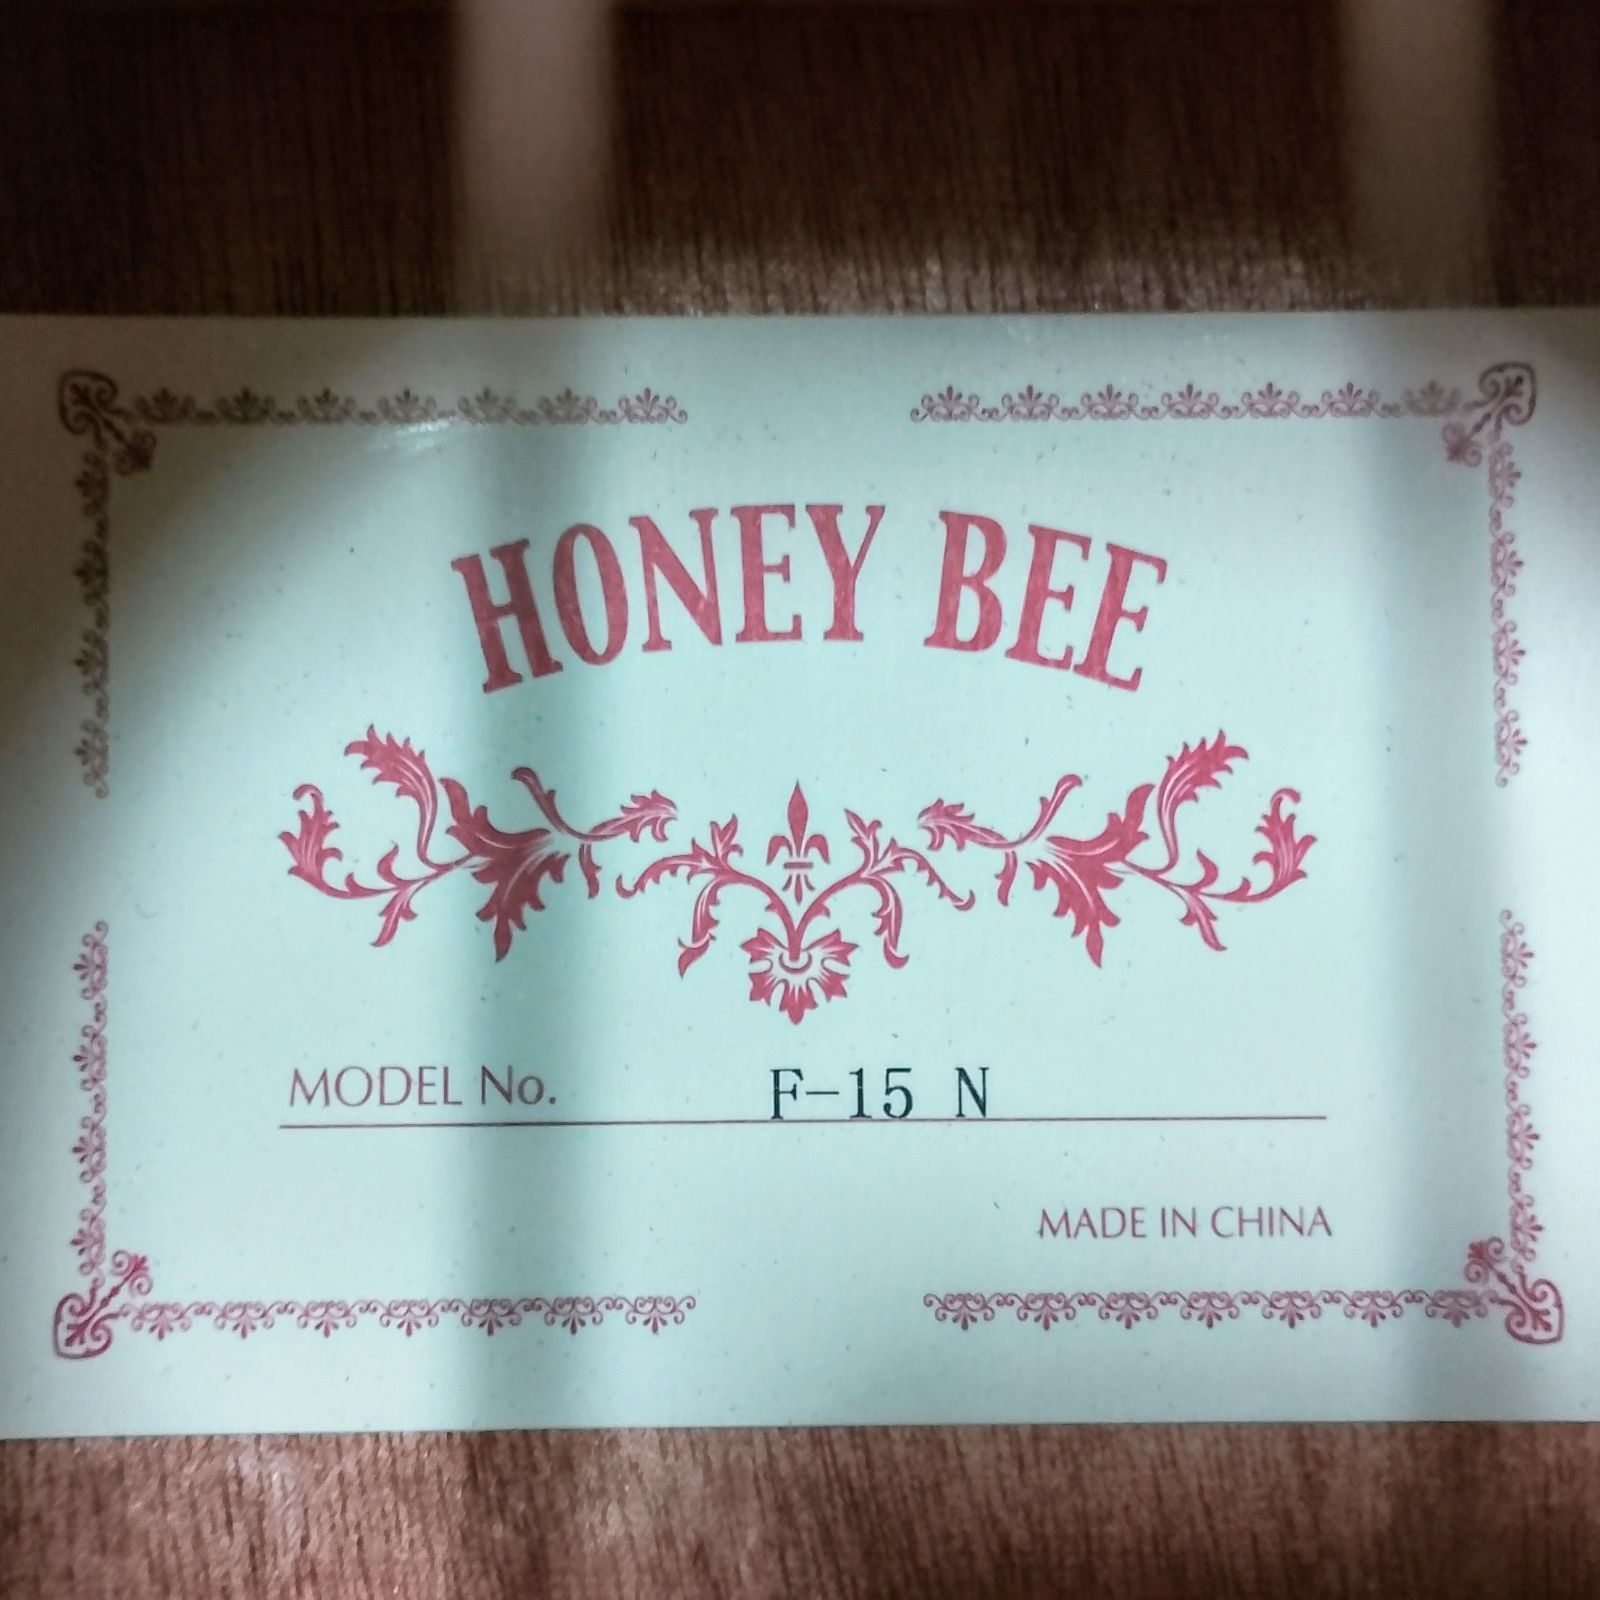 HONEY BEE
MODEL No. F-15 N
MADE IN CHINA